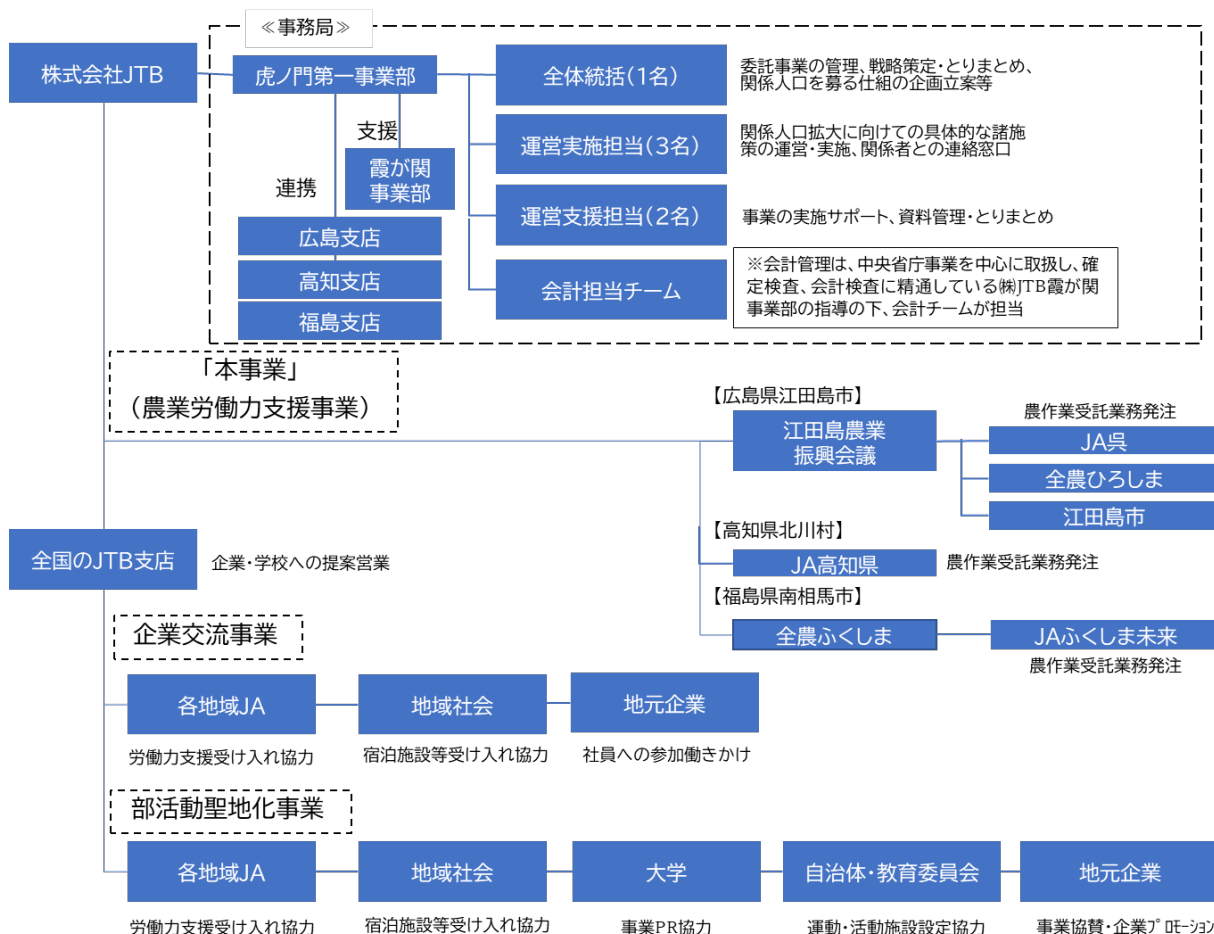 ≪事務局≫
株式会社JTB
虎ノ門第一事業部
支援
霞が関
事業部
連携
広島支店
高知支店
福島支店
全体統括(1名)
委託事業の管理、戦略策定・とりまとめ、
関係人口を募る仕組の企画立案等
運営実施担当(3名)
関係人口拡大に向けての具体的な諸施
策の運営・実施、関係者との連絡窓口
運営支援担当(2名)
事業の実施サポート、資料管理・とりまとめ
会計担当チーム
※会計管理は、中央省庁事業を中心に取扱し、確
定検査、会計検査に精通している㈱JTB霞が関
事業部の指導の下、会計チームが担当
「本事業」
(農業労働力支援事業)
【広島県江田島市】
江田島農業
振興会議
農作業受託業務発注
JA呉
全農ひろしま
江田島市
【高知県北川村】
JA高知県
農作業受託業務発注
【福島県南相馬市】
全農ふくしま
JAふくしま未来
農作業受託業務発注
全国のJTB支店
企業・学校への提案営業
企業交流事業
各地域JA
地域社会
地元企業
労働力支援受け入れ協力
宿泊施設等受け入れ協力
社員への参加働きかけ
部活動聖地化事業
各地域JA
地域社会
大学
自治体・教育委員会
地元企業
労働力支援受け入れ協力
宿泊施設等受け入れ協力
事業PR協力
運動・活動施設設定協力
事業協賛・企業ﾌﾟﾛﾓｰｼｮﾝ